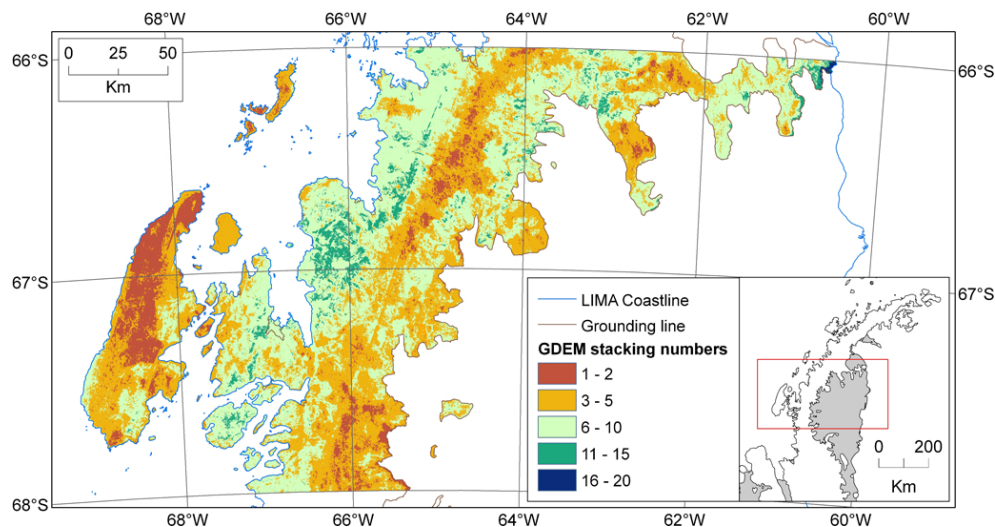 68°W 66°W 64°W 62°W 60°W
0 25 50
Km
66°S
66°S
67°S
67°S
LIMA Coastline
Grounding line
GDEM stacking numbers
1 - 2
3 - 5
6 - 10
11 - 15
16 - 20
0 200
Km
68°S
68°W 66°W 64°W 62°W 60°W